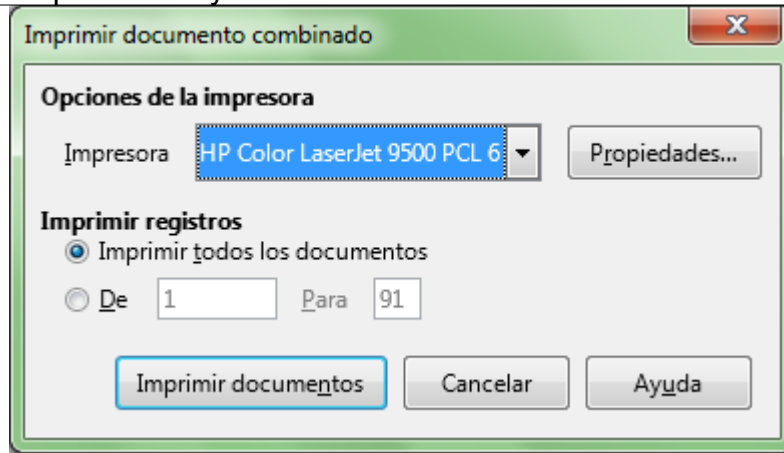 Imprimir documento combinado
Opciones de la impresora
Impresora HP Color LaserJet 9500 PCL 6 Propiedades...
Imprimir registros
Imprimir todos los documentos
De 1 Para 91
Imprimir documentos Cancelar Ayuda